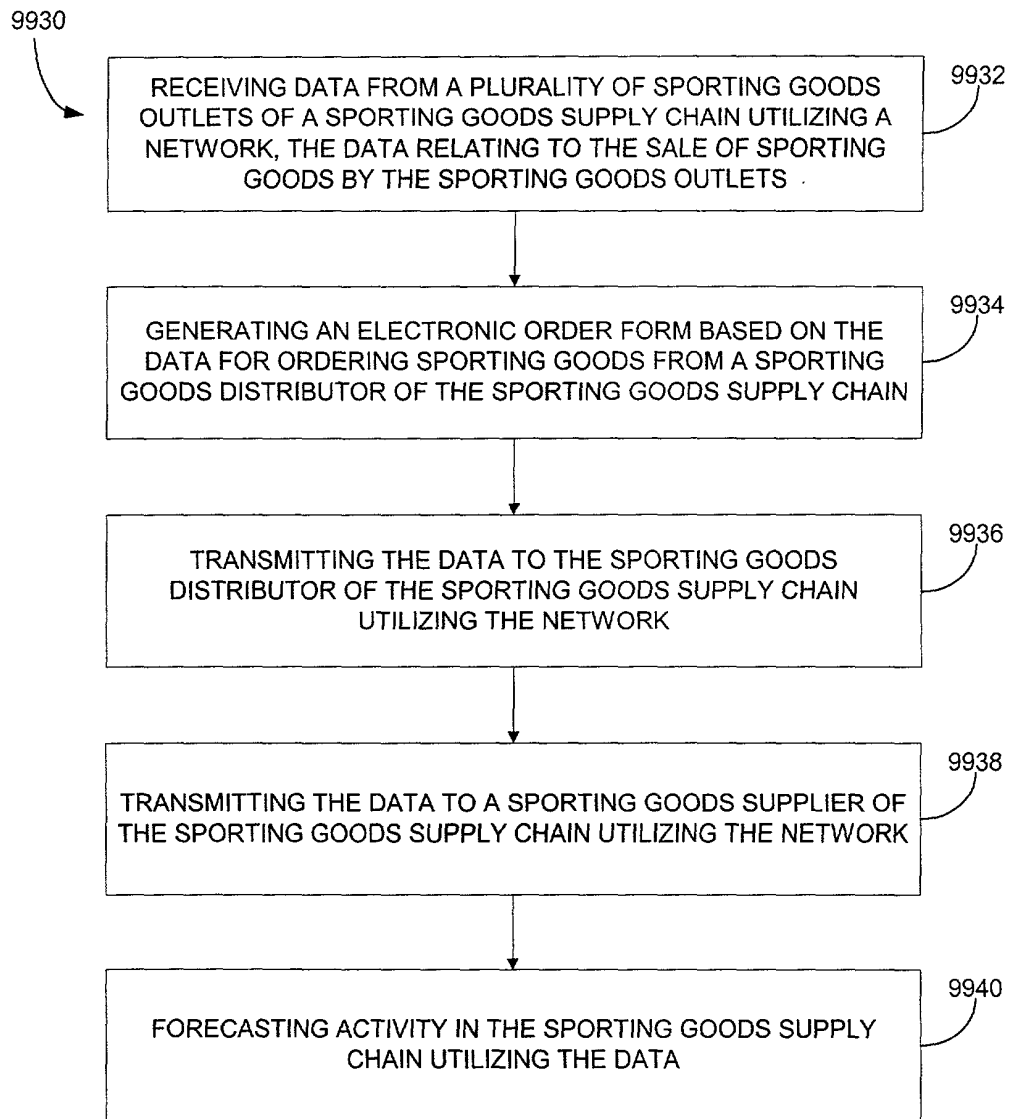 9930
RECEIVING DATA FROM A PLURALITY OF SPORTING GOODS
OUTLETS OF A SPORTING GOODS SUPPLY CHAIN UTILIZING A
NETWORK, THE DATA RELATING TO THE SALE OF SPORTING
GOODS BY THE SPORTING GOODS OUTLETS
9932
GENERATING AN ELECTRONIC ORDER FORM BASED ON THE
DATA FOR ORDERING SPORTING GOODS FROM A SPORTING
GOODS DISTRIBUTOR OF THE SPORTING GOODS SUPPLY CHAIN
9934
TRANSMITTING THE DATA TO THE SPORTING GOODS
DISTRIBUTOR OF THE SPORTING GOODS SUPPLY CHAIN
UTILIZING THE NETWORK
9936
TRANSMITTING THE DATA TO A SPORTING GOODS SUPPLIER OF
THE SPORTING GOODS SUPPLY CHAIN UTILIZING THE NETWORK
9938
FORECASTING ACTIVITY IN THE SPORTING GOODS SUPPLY
CHAIN UTILIZING THE DATA
9940